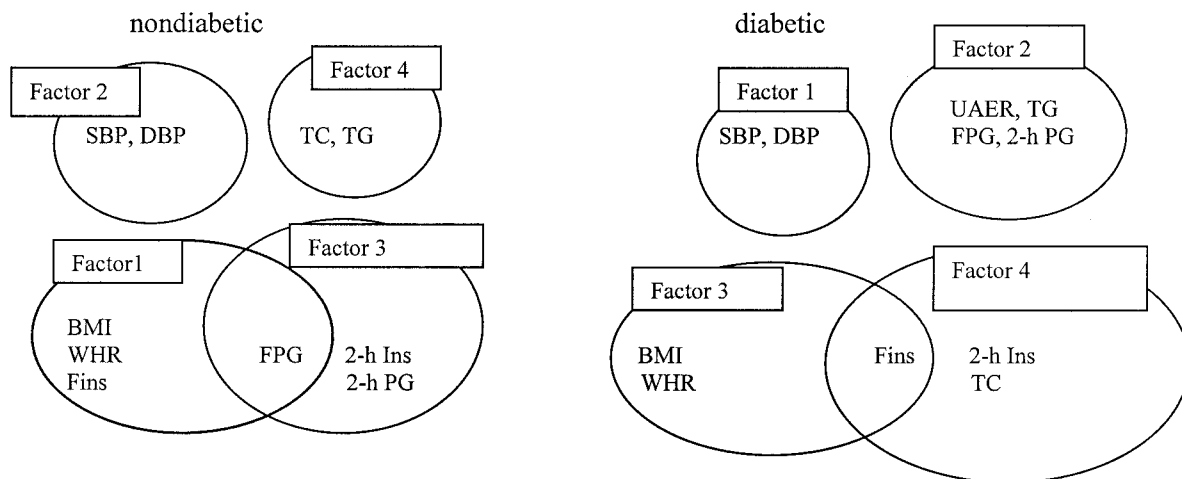 nondiabetic
Factor 2
SBP, DBP
Factor 4
TC, TG
Factor1
BMI
WHR
Fins
FPG
Factor 3
2-h Ins
2-h PG
diabetic
Factor 1
SBP, DBP
Factor 2
UAER, TG
FPG, 2-h PG
Factor 3
BMI
WHR
Fins
Factor 4
2-h Ins
TC